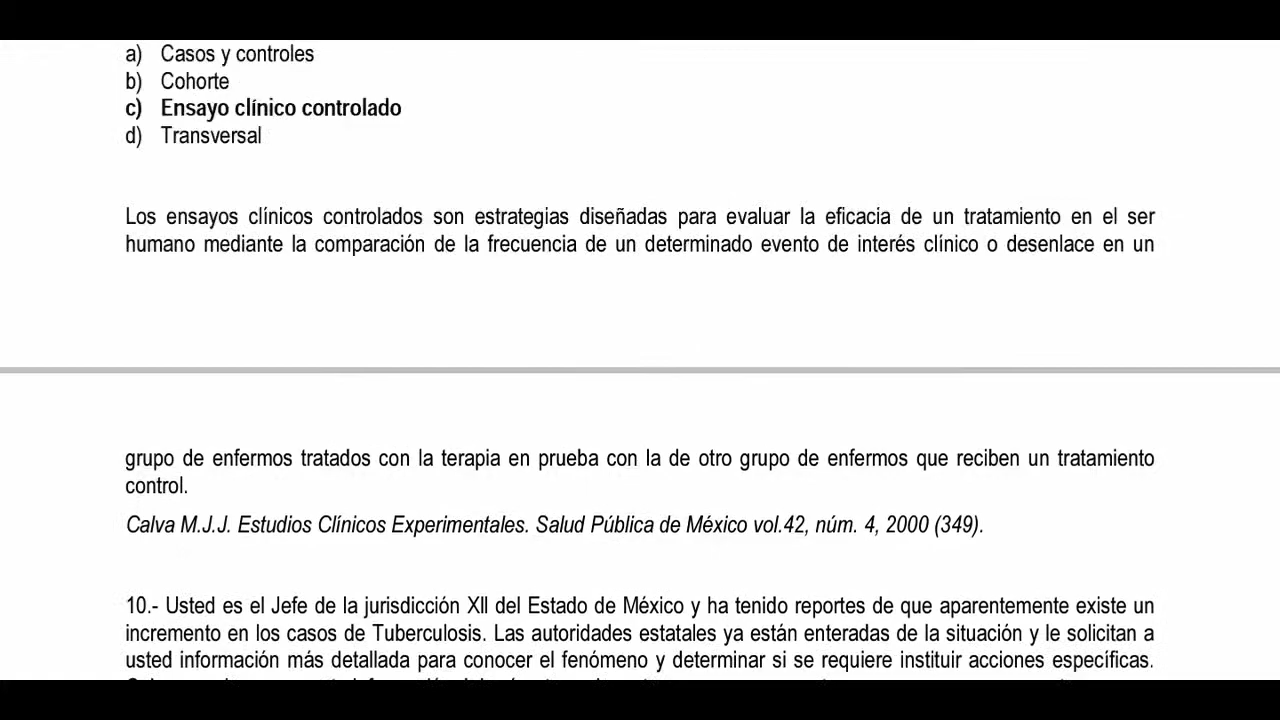 a) Casos y controles
b) Cohorte
c) Ensayo clínico controlado
d) Transversal
Los ensayos clínicos controlados son estrategias diseñadas para evaluar la eficacia de un tratamiento en el ser
humano mediante la comparación de la frecuencia de un determinado evento de interés clínico o desenlace en un
grupo de enfermos tratados con la terapia en prueba con la de otro grupo de enfermos que reciben un tratamiento
control.
Calva M.J.J. Estudios Clínicos Experimentales. Salud Pública de México vol.42, núm. 4, 2000 (349).
10.- Usted es el Jefe de la jurisdicción XII del Estado de México y ha tenido reportes de que aparentemente existe un
incremento en los casos de Tuberculosis. Las autoridades estatales ya están enteradas de la situación y le solicitan a
usted información más detallada para conocer el fenómeno y determinar si se requiere instituir acciones específicas.